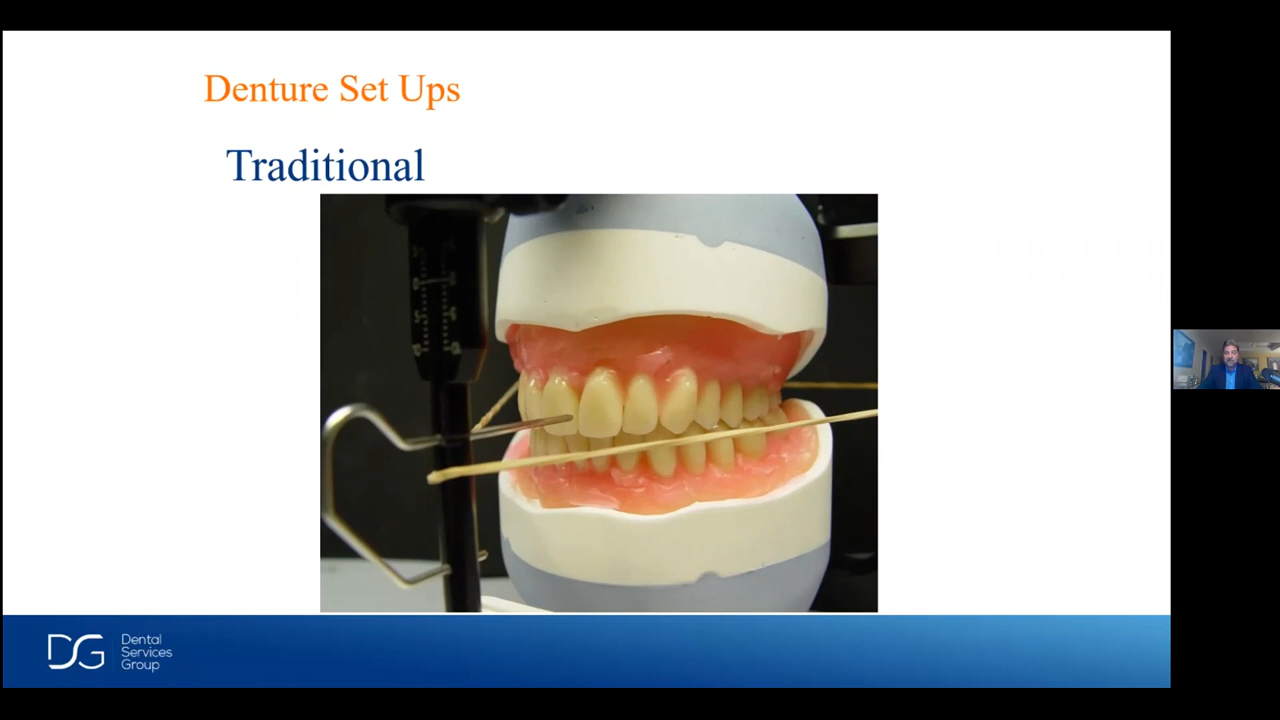 Denture Set Ups
Traditional
DG
Dental
Services
Group